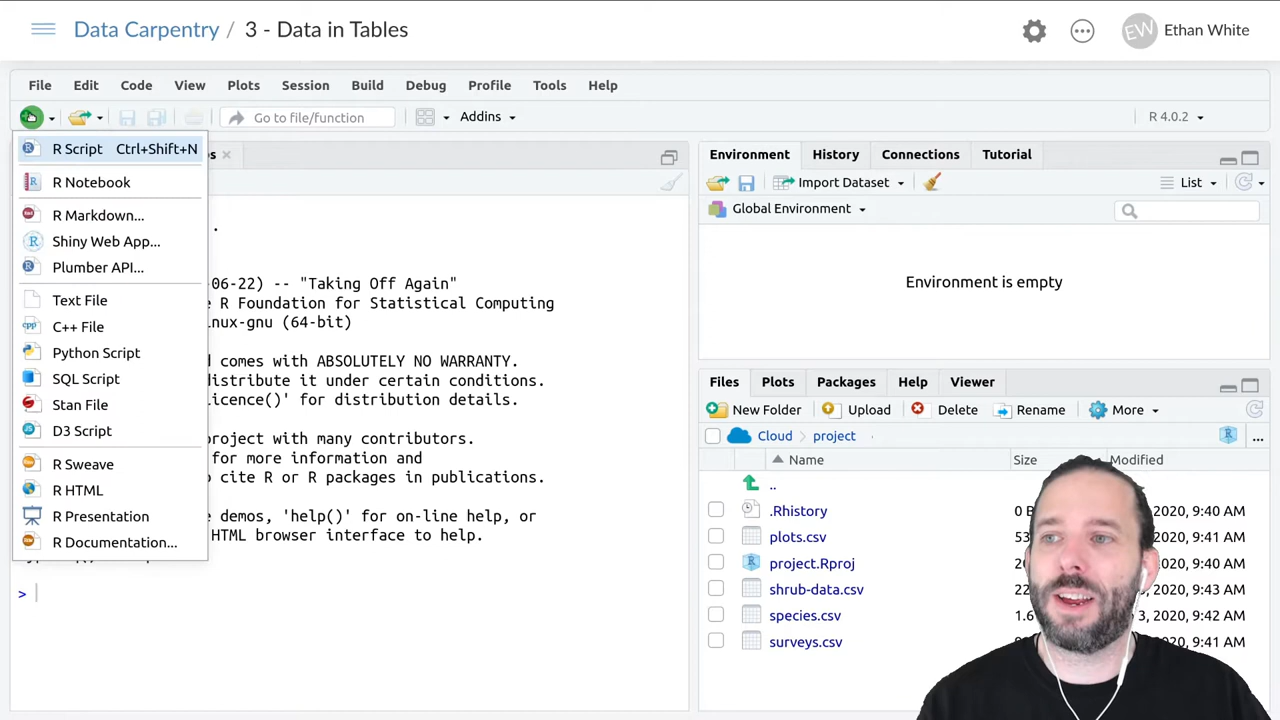 Data Carpentry / 3 - Data in Tables
EW Ethan White
File Edit Code View Plots Session Build Debug Profile Tools Help
Go to file/function Addins R 4.0.2
R Script Ctrl+Shift+N
R Notebook
R Markdown...
Shiny Web App...
Plumber API...
Text File
C++ File
Python Script
SQL Script
Stan File
D3 Script
R Sweave
R HTML
R Presentation
R Documentation...
06-22) -- "Taking Off Again"
R Foundation for Statistical Computing
(64-bit)
comes with ABSOLUTELY NO WARRANTY.
distribute it under certain conditions.
icence()' for distribution details.
project with many contributors.
for more information and
cite R or R packages in publications.
demos, 'help()' for on-line help, or
HTML browser interface to help.
>
Environment History Connections Tutorial
Import Dataset List
Global Environment
Environment is empty
Files Plots Packages Help Viewer
New Folder Upload Delete Rename More
Cloud project ...
Name Size Modified
..
.Rhistory 0 B 2020, 9:40 AM
plots.csv 53 2020, 9:41 AM
project.Rproj 2020, 9:40 AM
shrub-data.csv 22 2020, 9:43 AM
species.csv 1.6 3, 2020, 9:42 AM
surveys.csv 2020, 9:41 AM